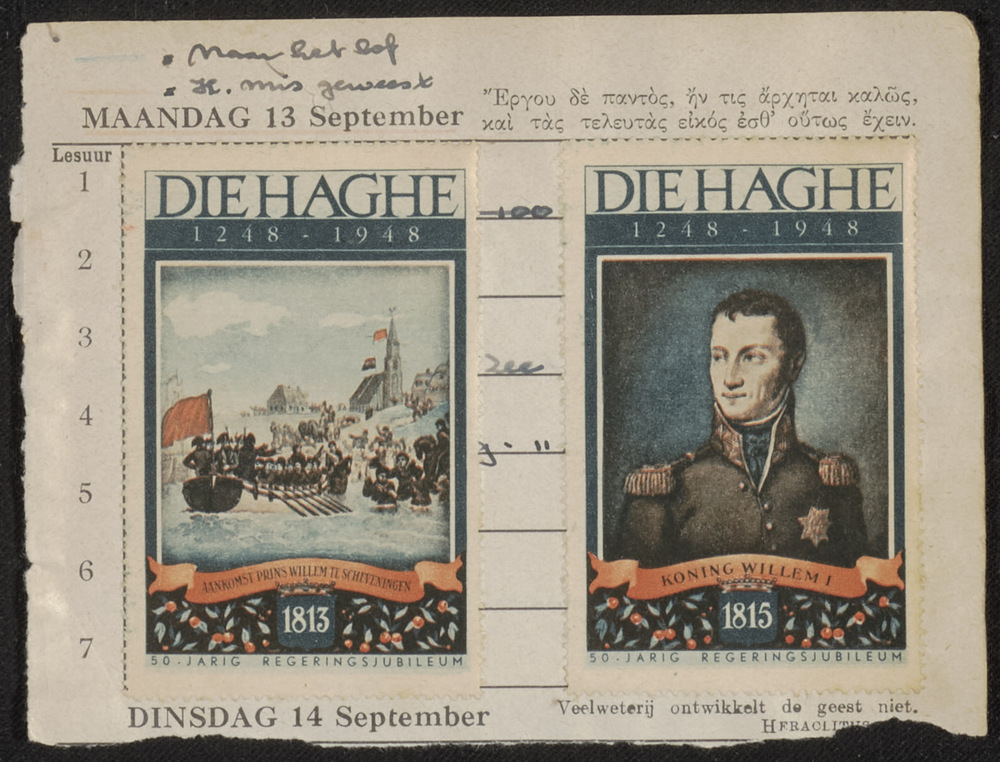 Naar het lof
H. mis geweest
MAANDAG 13 September
Ἔργου δὲ παντὸς, ἤν τις ἄρχηται καλῶς,
καὶ τὰς τελευτὰς εἰκός ἐσθ’ οὕτως ἔχειν.
Lesuur
1
2
3
4
5
6
7
DIE HAGHE
1248 - 1948
AANKOMST PRINS WILLEM TE SCHEVENINGEN
1813
50-JARIG REGERINGSJUBILEUM
100
DIE HAGHE
1248 - 1948
KONING WILLEM I
1815
50-JARIG REGERINGSJUBILEUM
DINSDAG 14 September
Veelweterij ontwikkelt de geest niet.
HERACLITUS